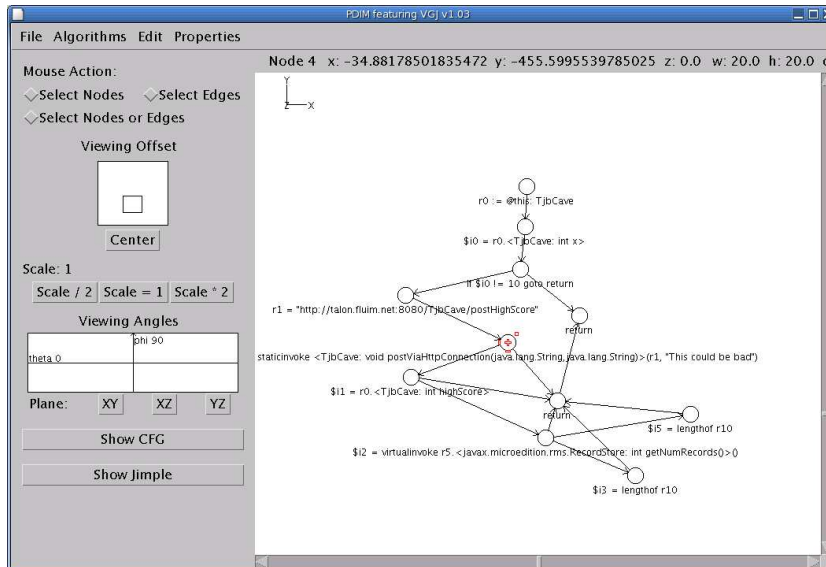 PDIM featuring VGJ v1.03
File Algorithms Edit Properties
Node 4 x: -34.88178501835472 y: -455.5995539785025 z: 0.0 w: 20.0 h: 20.0
Mouse Action:
Select Nodes Select Edges
Select Nodes or Edges
Viewing Offset
Center
Scale: 1
Scale / 2 Scale = 1 Scale * 2
Viewing Angles
phi 90
theta 0
Plane: XY XZ YZ
Show CFG
Show Jimple
Y
Z X
r0 := @this: TjbCave
$i0 = r0.<TjbCave: int x>
if $i0 != 10 goto return
r1 = "http://talon.fluim.net:8080/TjbCave/postHighScore"
return
staticinvoke <TjbCave: void postViaHttpConnection(java.lang.String,java.lang.String)>(r1, "This could be bad")
$i1 = r0.<TjbCave: int highScore>
return
$i5 = lengthof r10
$i2 = virtualinvoke r5.<javax.microedition.rms.RecordStore: int getNumRecords()>()
$i3 = lengthof r10